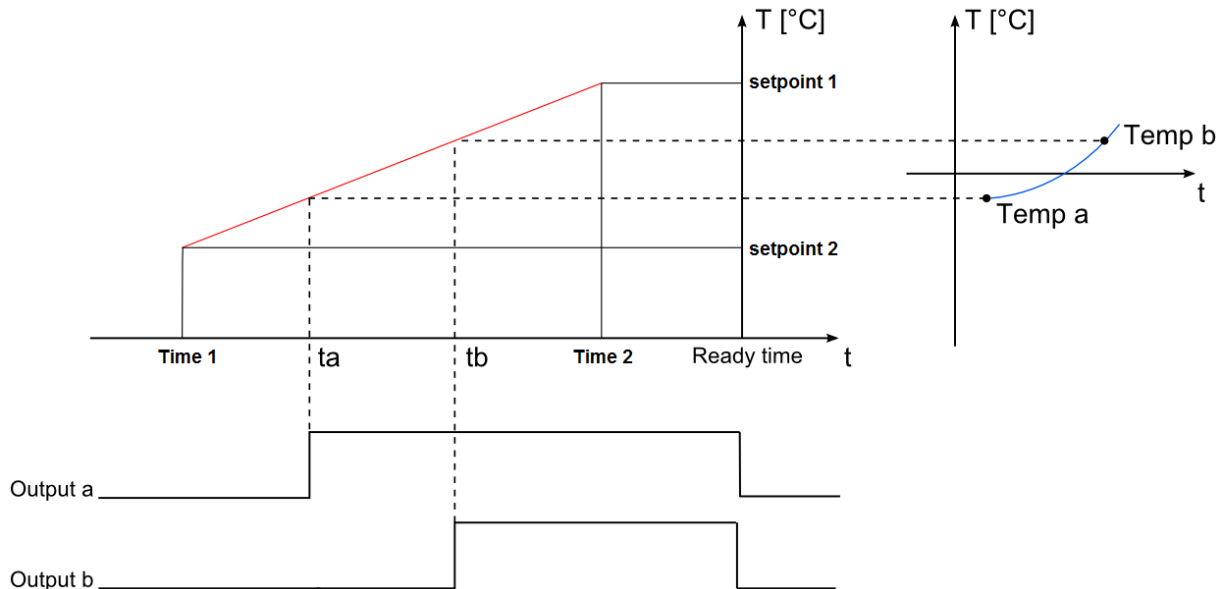 T [°C]
T [°C]
setpoint 1
Temp b
t
Temp a
setpoint 2
Time 1
ta
tb
Time 2
Ready time
t
Output a
Output b